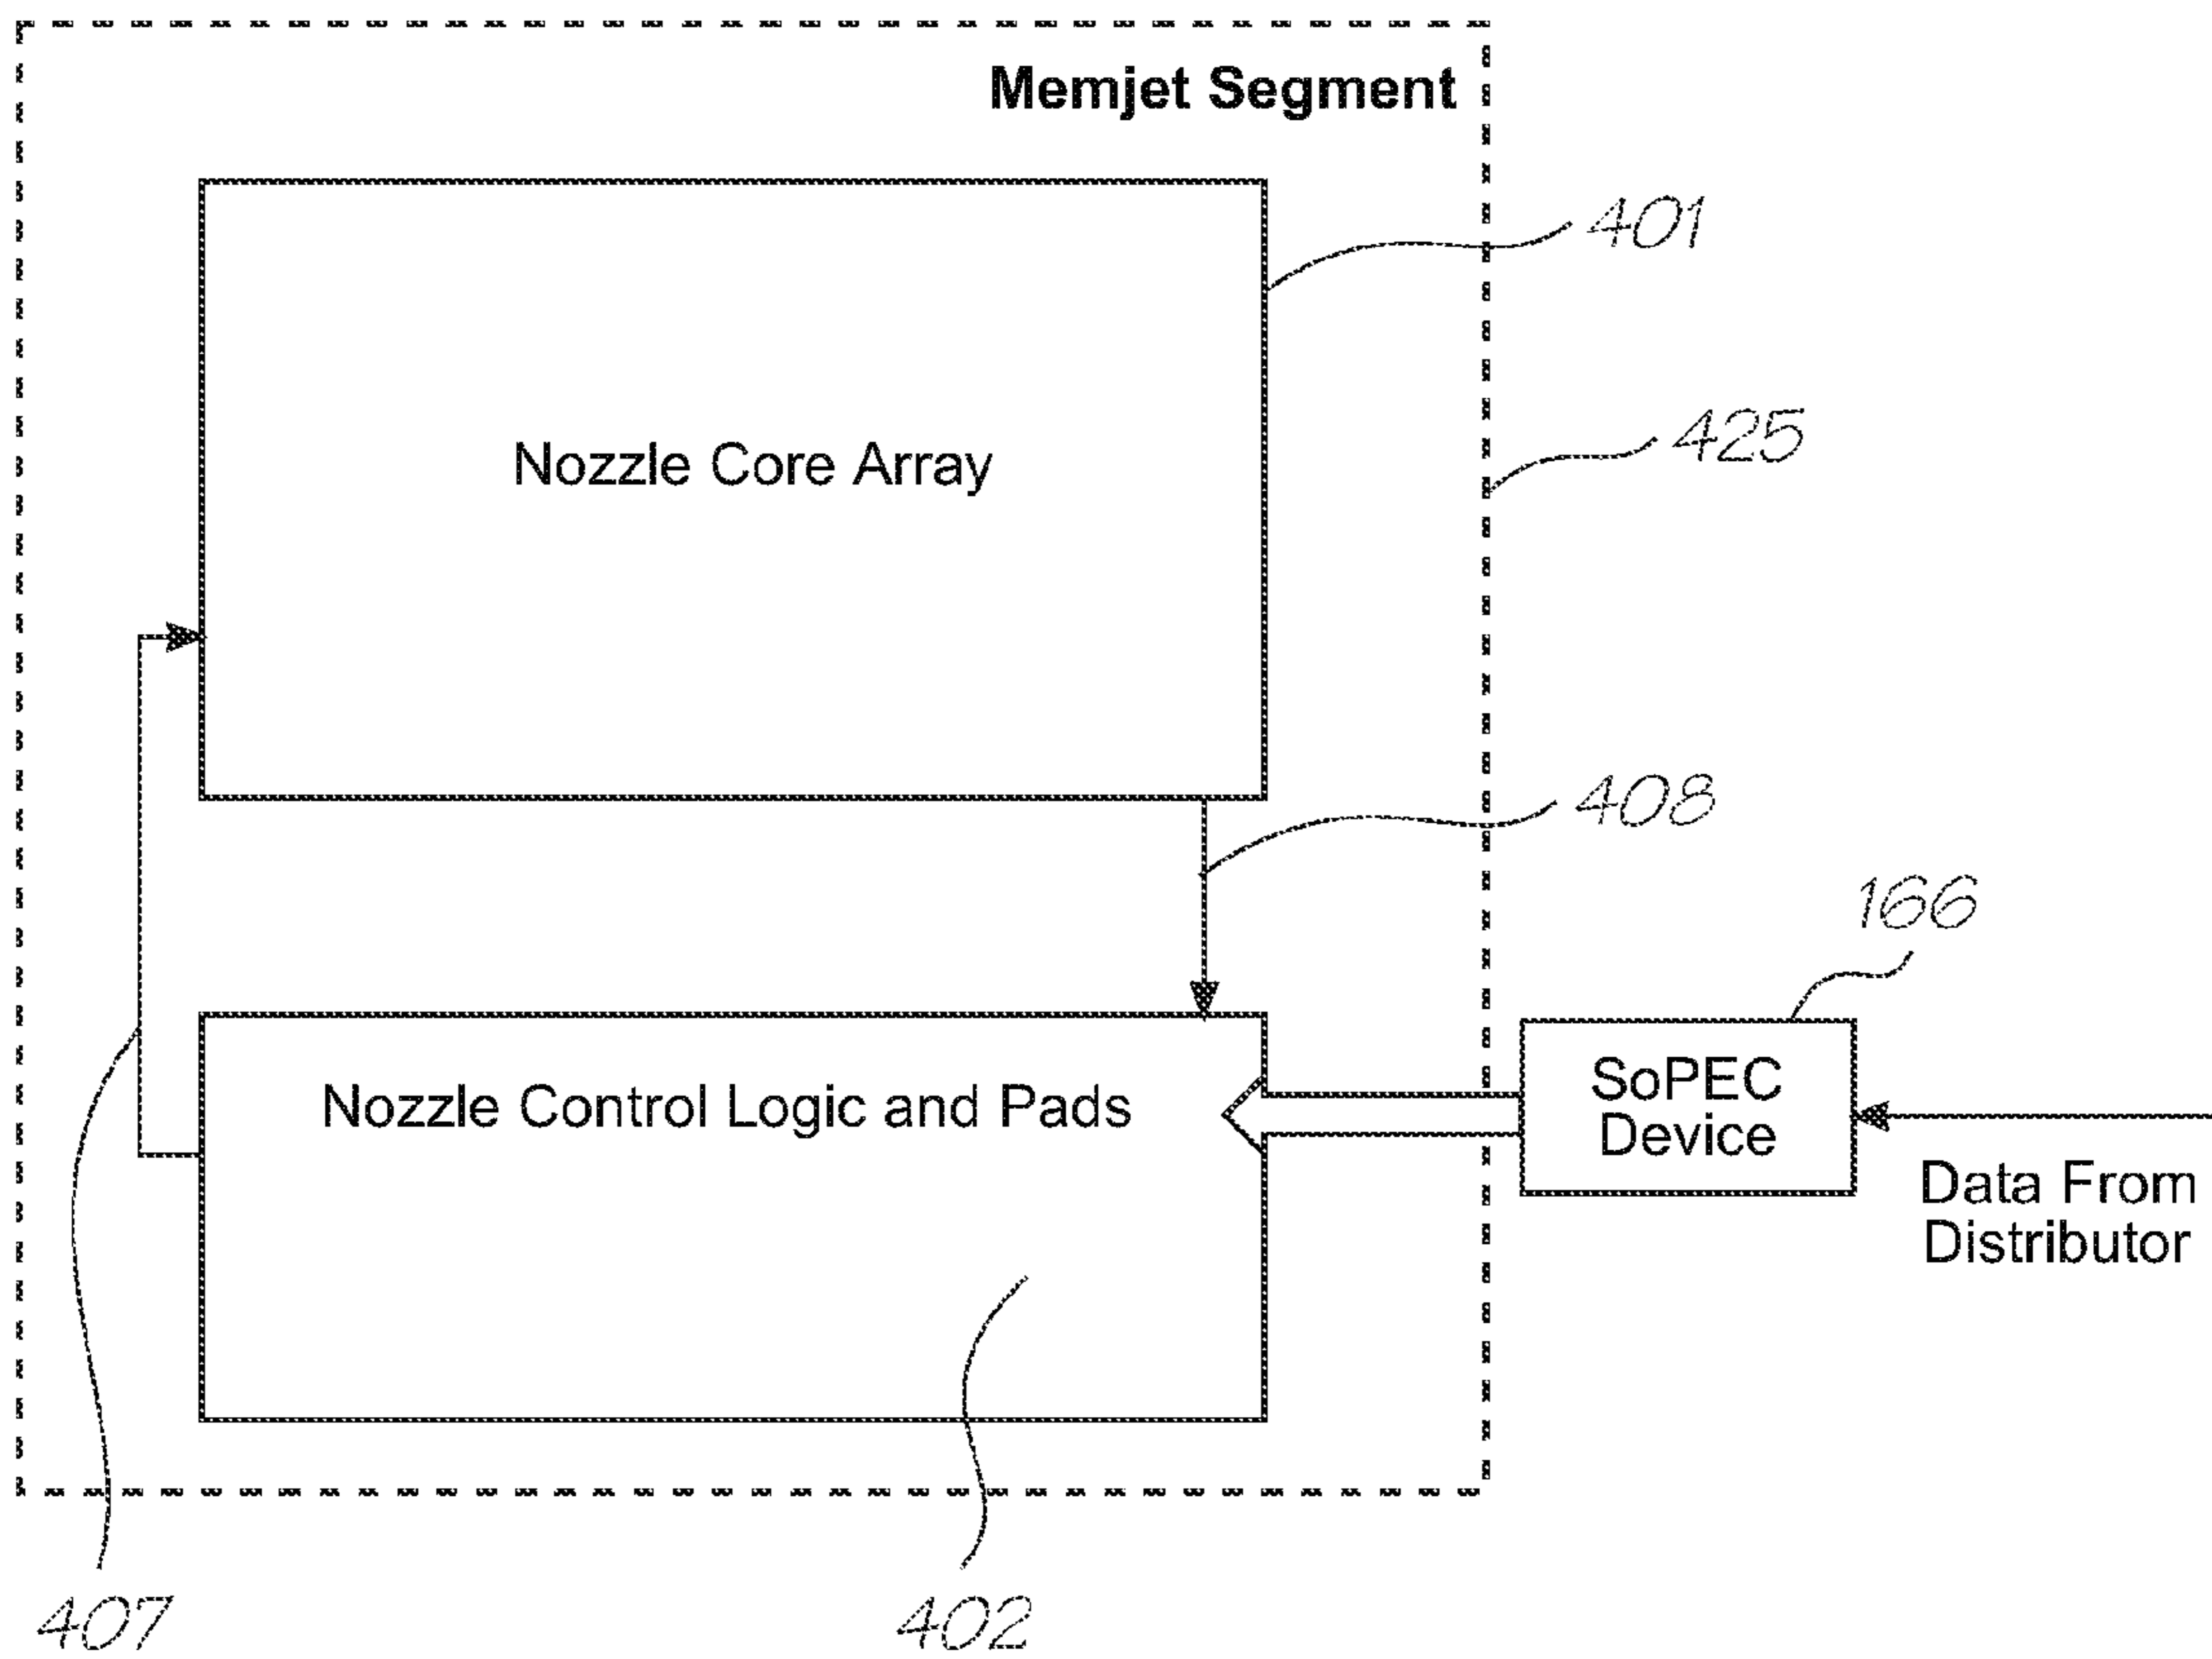 Memjet Segment
401
425
Nozzle Core Array
408
166
SoPEC
Device
Nozzle Control Logic and Pads
Data From
Distributor
407
402